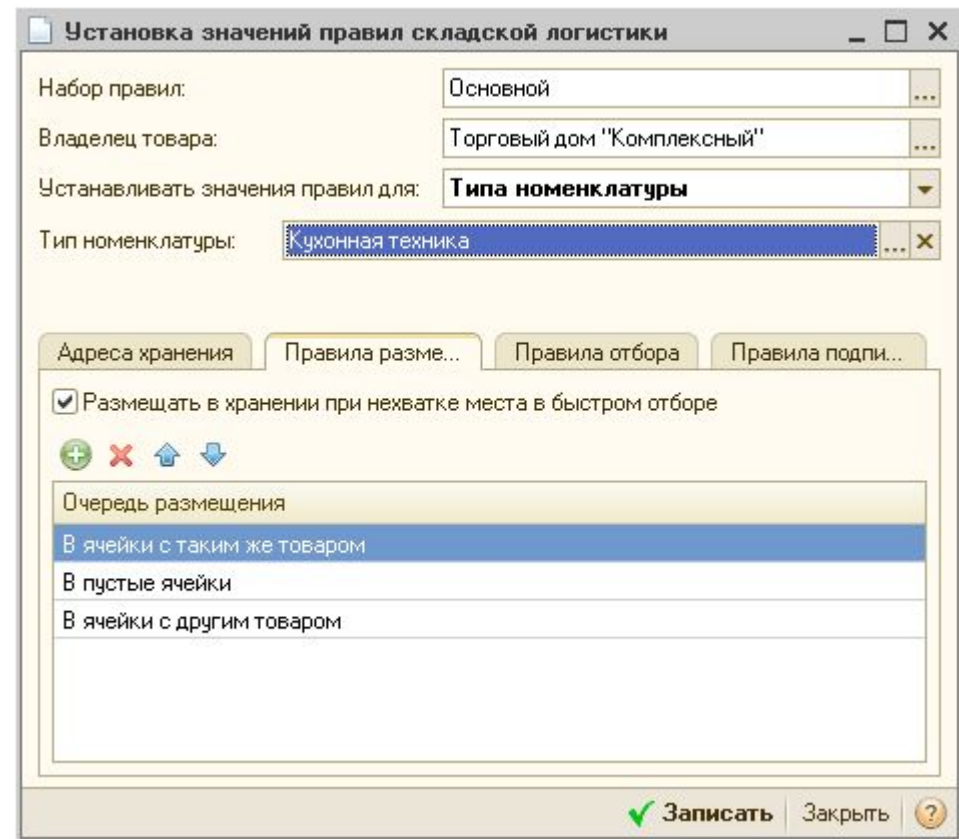 Установка значений правил складской логистики
Набор правил: Основной ...
Владелец товара: Торговый дом "Комплексный" ...
Устанавливать значения правил для: Типа номенклатуры
Тип номенклатуры: Кухонная техника ...
Адреса хранения Правила разме... Правила отбора Правила подпи...
Размещать в хранении при нехватке места в быстром отборе
Очередь размещения
В ячейки с таким же товаром
В пустые ячейки
В ячейки с другим товаром
Записать Закрыть ?